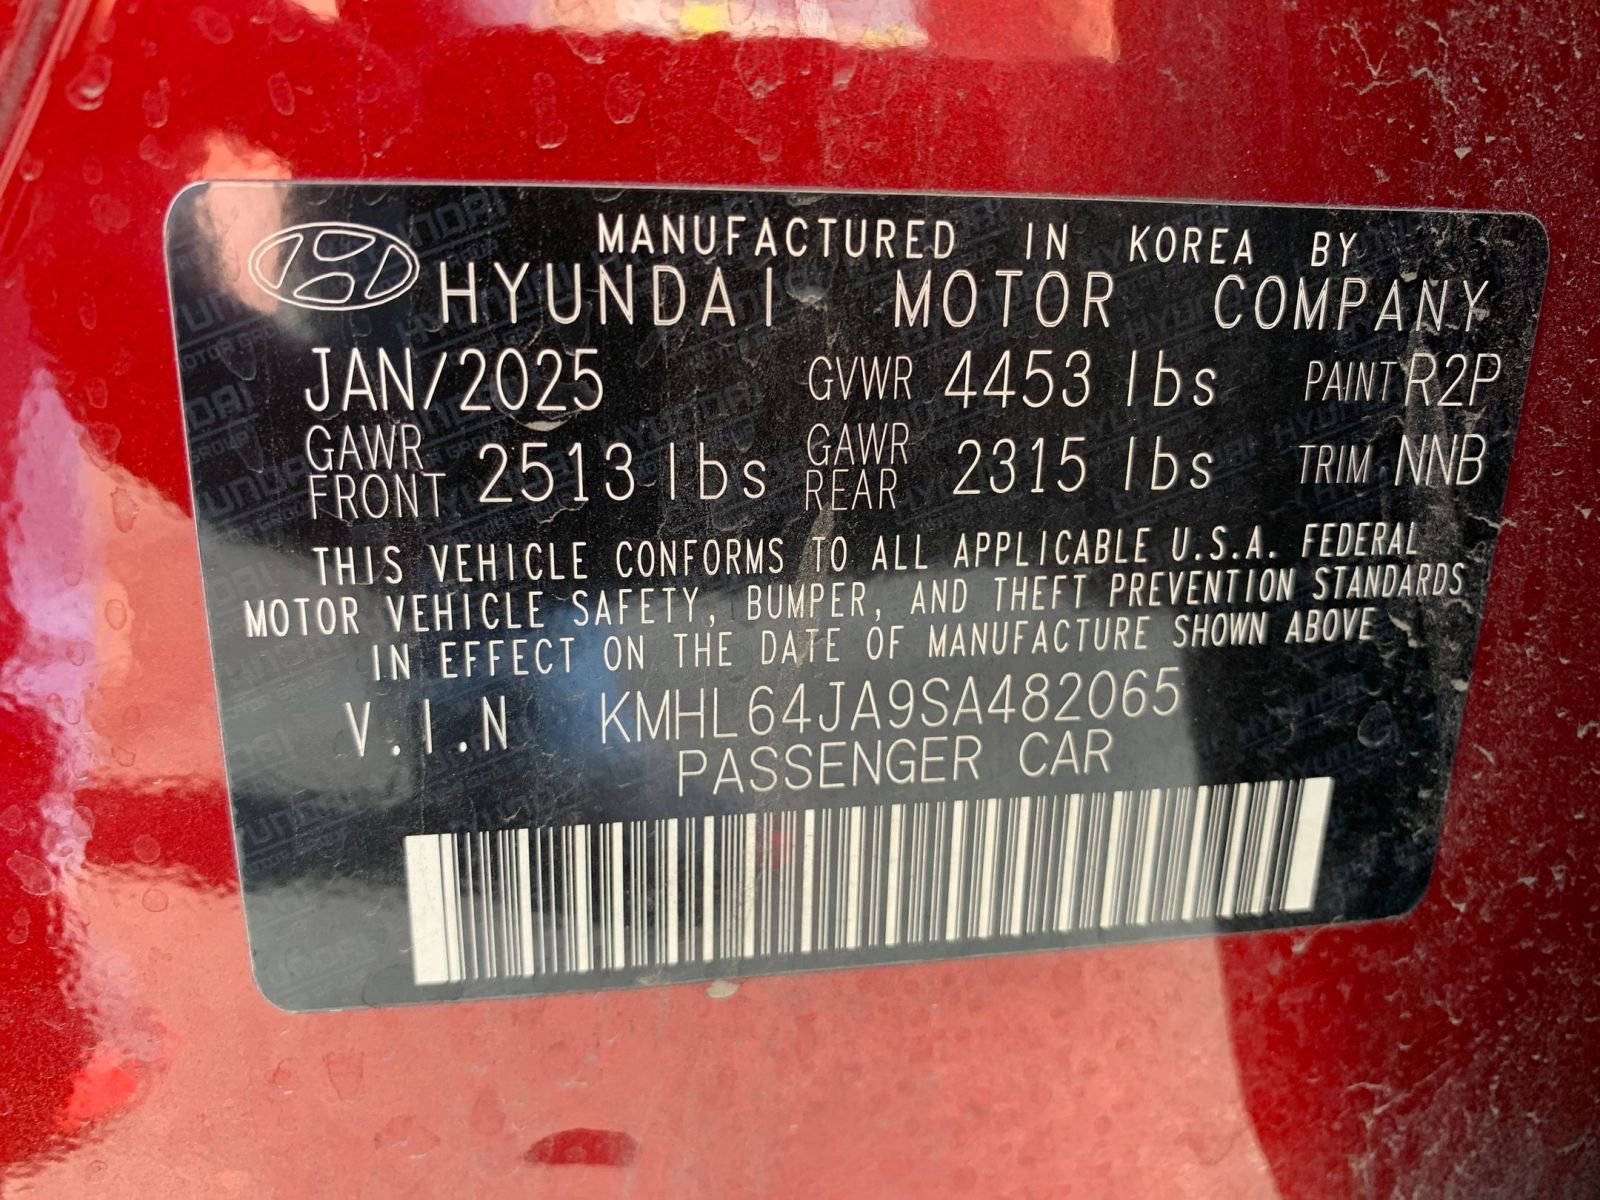 MANUFACTURED IN KOREA BY
HYUNDAI MOTOR COMPANY
JAN/2025 GVWR 4453 lbs PAINT R2P
GAWR FRONT 2513 lbs GAWR REAR 2315 lbs TRIM NNB
THIS VEHICLE CONFORMS TO ALL APPLICABLE U.S.A. FEDERAL
MOTOR VEHICLE SAFETY, BUMPER, AND THEFT PREVENTION STANDARDS
IN EFFECT ON THE DATE OF MANUFACTURE SHOWN ABOVE
V.I.N KMHL64JA9SA482065
PASSENGER CAR